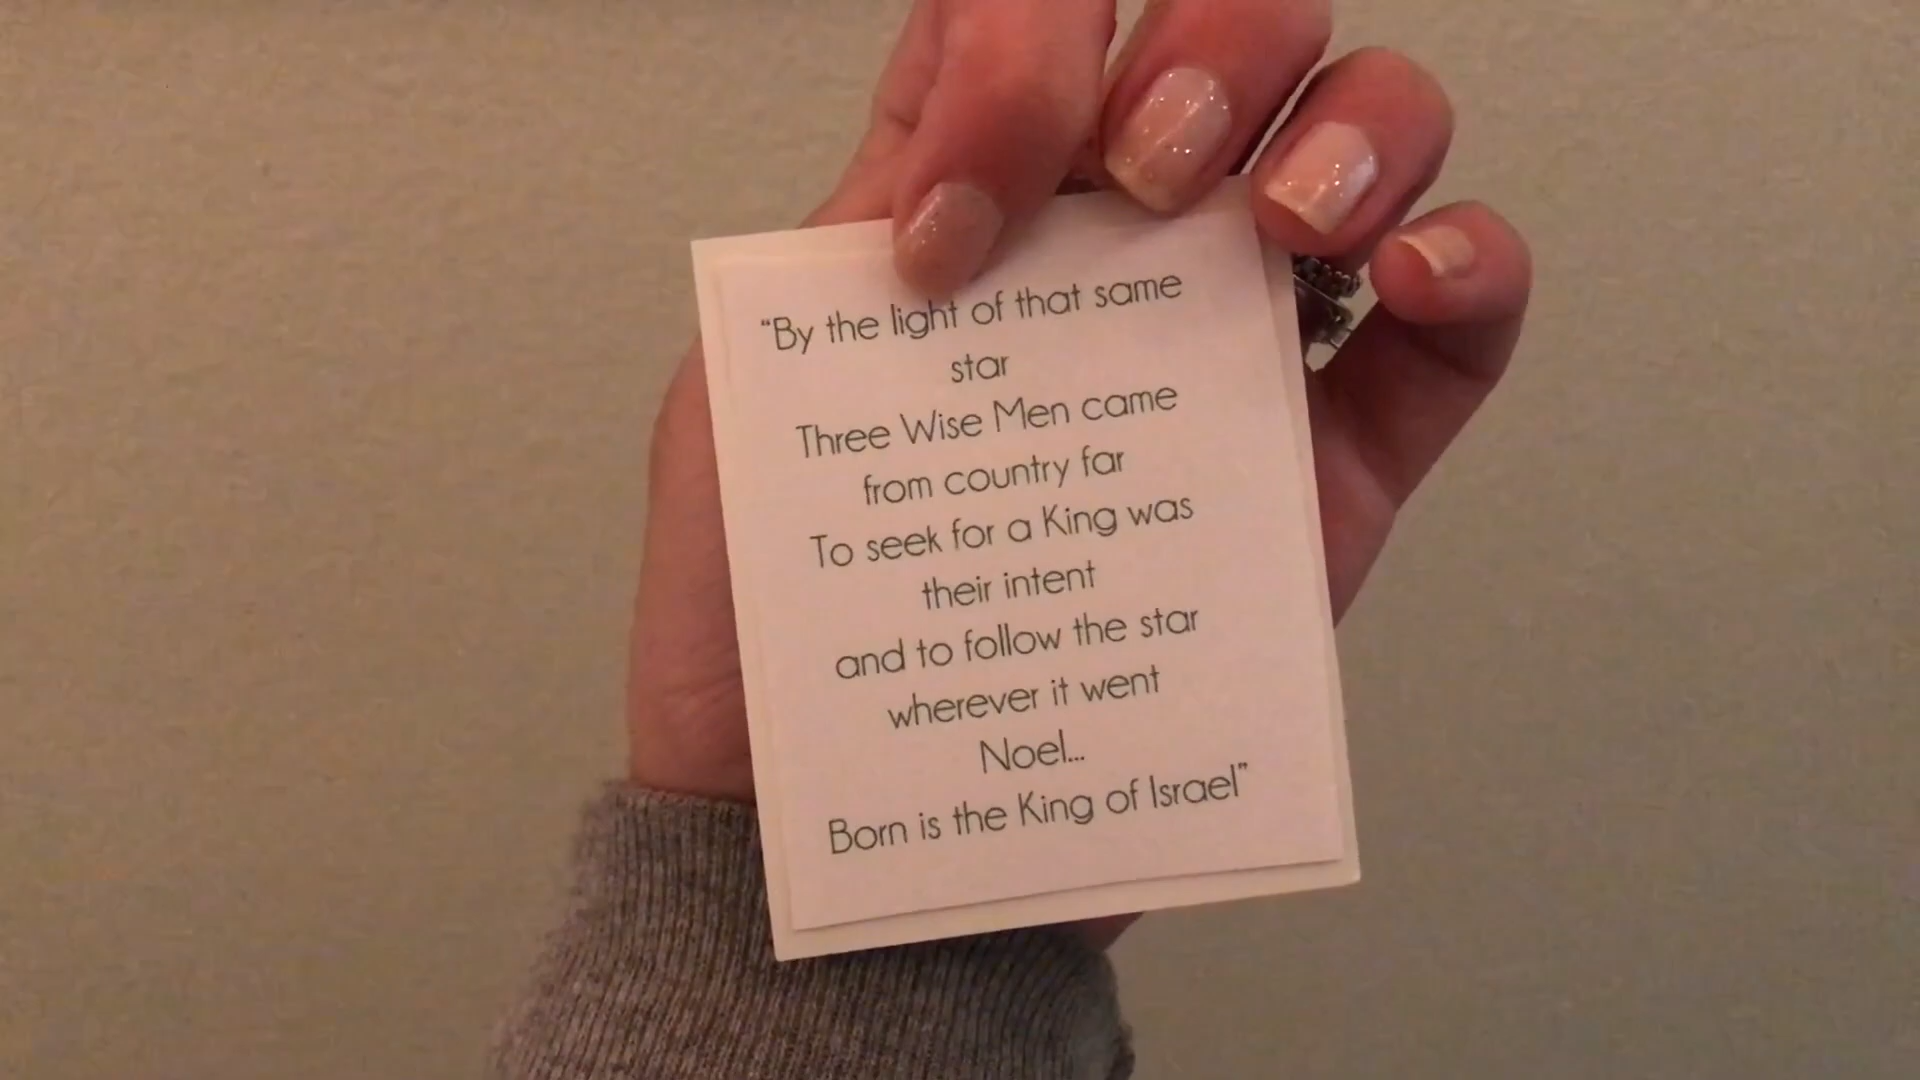 “By the light of that same
star
Three Wise Men came
from country far
To seek for a King was
their intent
and to follow the star
wherever it went
Noel...
Born is the King of Israel”